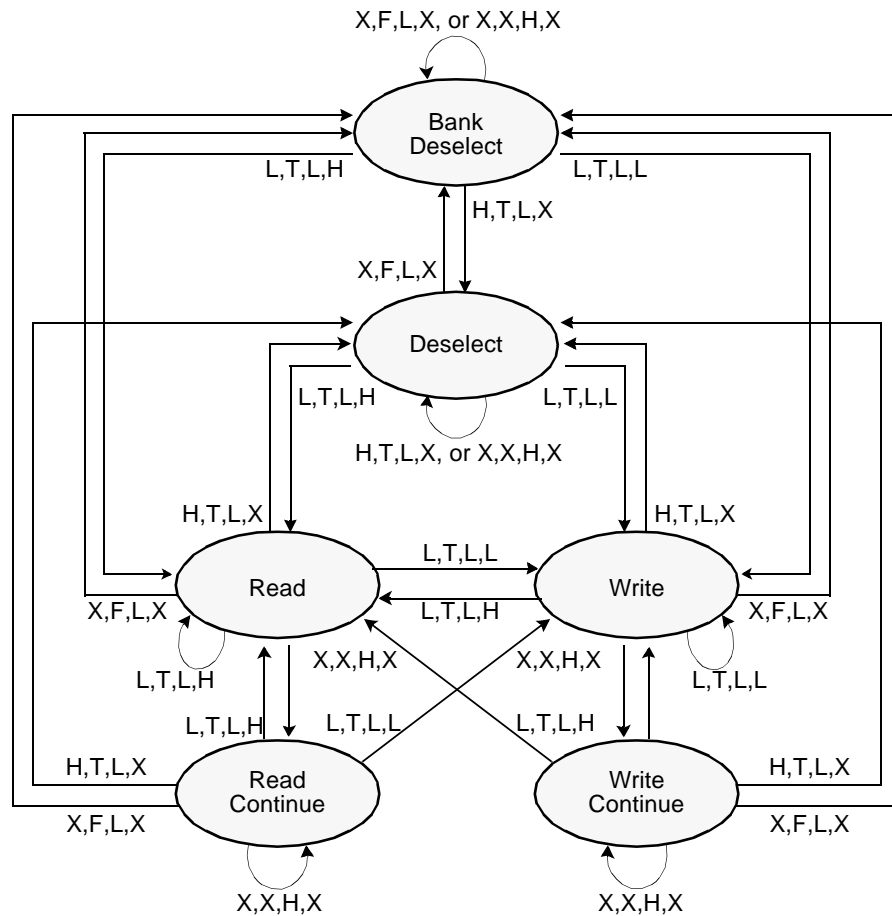 X,F,L,X, or X,X,H,X
Bank
Deselect
L,T,L,H
L,T,L,L
H,T,L,X
X,F,L,X
Deselect
L,T,L,H
L,T,L,L
H,T,L,X, or X,X,H,X
H,T,L,X
H,T,L,X
L,T,L,L
Read
Write
L,T,L,H
X,F,L,X
X,F,L,X
L,T,L,H
X,X,H,X
X,X,H,X
L,T,L,L
L,T,L,H
L,T,L,L
L,T,L,H
H,T,L,X
Read
Continue
Write
Continue
H,T,L,X
X,F,L,X
X,F,L,X
X,X,H,X
X,X,H,X